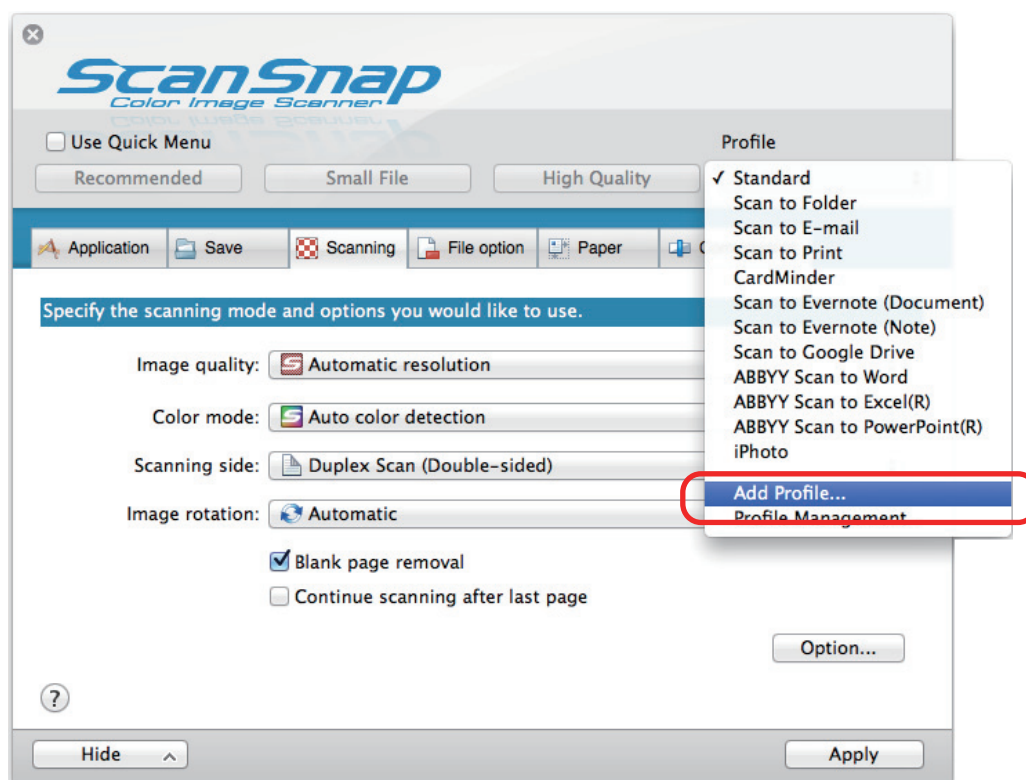 ScanSnap
Color Image Scanner
Use Quick Menu
Profile
Recommended
Small File
High Quality
✓ Standard
Scan to Folder
Scan to E-mail
Scan to Print
CardMinder
Scan to Evernote (Document)
Scan to Evernote (Note)
Scan to Google Drive
ABBYY Scan to Word
ABBYY Scan to Excel(R)
ABBYY Scan to PowerPoint(R)
iPhoto
Add Profile...
Profile Management
Application
Save
Scanning
File option
Paper
Specify the scanning mode and options you would like to use.
Image quality: Automatic resolution
Color mode: Auto color detection
Scanning side: Duplex Scan (Double-sided)
Image rotation: Automatic
Blank page removal
Continue scanning after last page
Option...
?
Hide
Apply